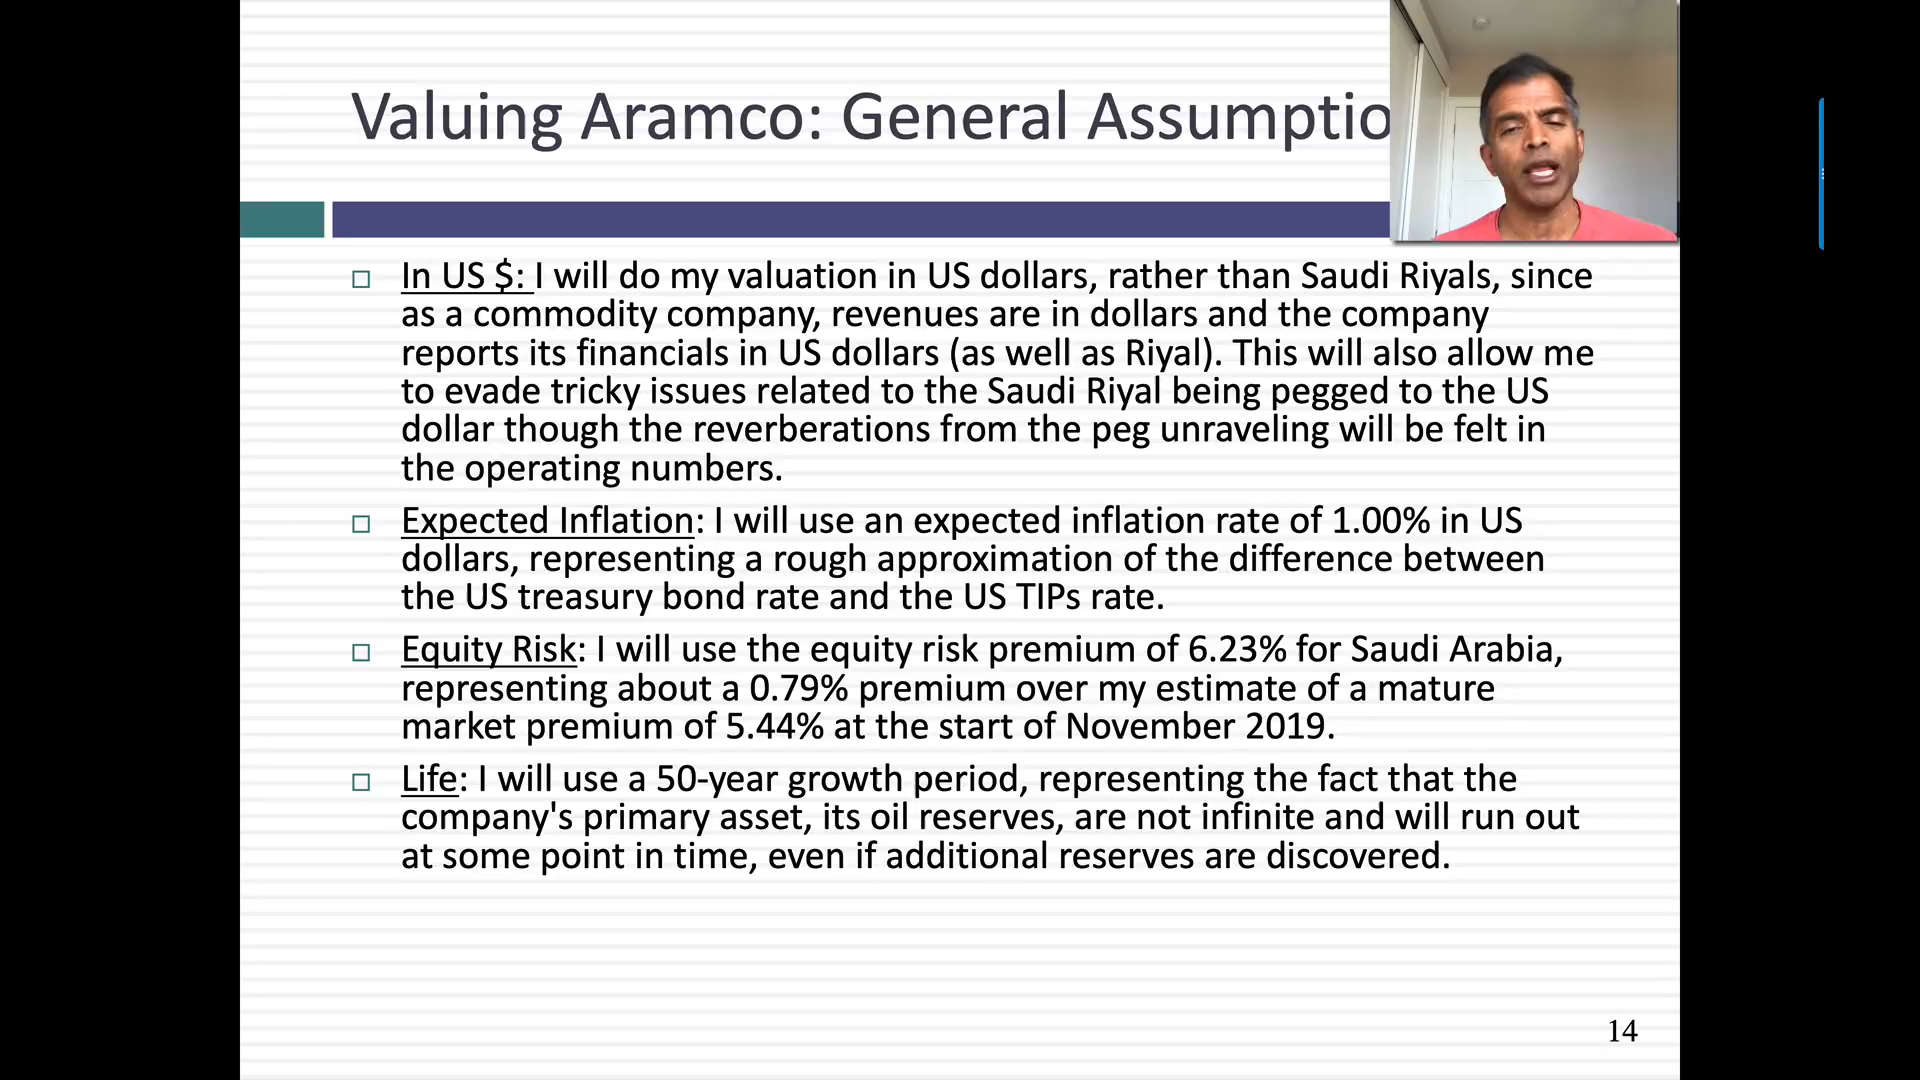 Valuing Aramco: General Assumptio
In US $: I will do my valuation in US dollars, rather than Saudi Riyals, since
as a commodity company, revenues are in dollars and the company
reports its financials in US dollars (as well as Riyal). This will also allow me
to evade tricky issues related to the Saudi Riyal being pegged to the US
dollar though the reverberations from the peg unraveling will be felt in
the operating numbers.
Expected Inflation: I will use an expected inflation rate of 1.00% in US
dollars, representing a rough approximation of the difference between
the US treasury bond rate and the US TIPs rate.
Equity Risk: I will use the equity risk premium of 6.23% for Saudi Arabia,
representing about a 0.79% premium over my estimate of a mature
market premium of 5.44% at the start of November 2019.
Life: I will use a 50-year growth period, representing the fact that the
company's primary asset, its oil reserves, are not infinite and will run out
at some point in time, even if additional reserves are discovered.
14